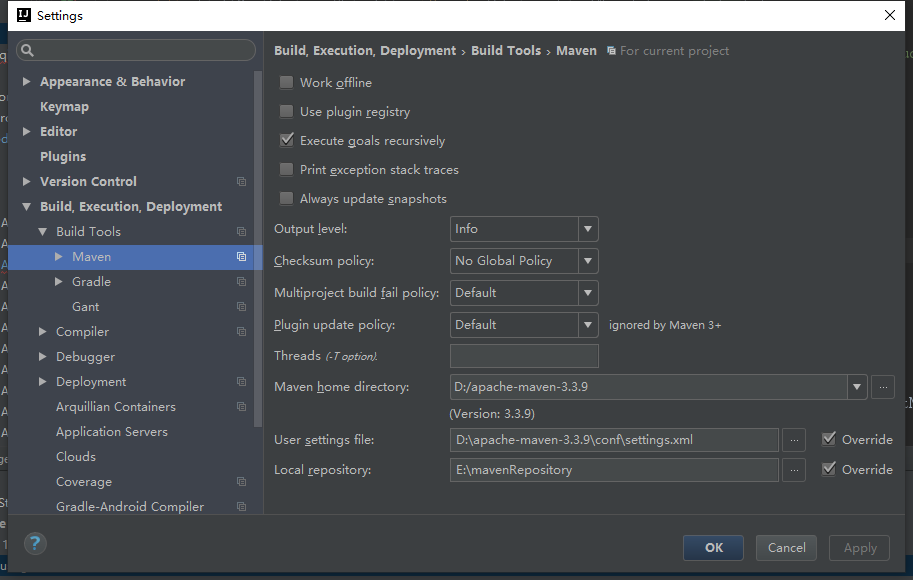 Settings
Build, Execution, Deployment › Build Tools › Maven For current project
Appearance & Behavior
Keymap
Editor
Plugins
Version Control
Build, Execution, Deployment
Build Tools
Maven
Gradle
Gant
Compiler
Debugger
Deployment
Arquillian Containers
Application Servers
Clouds
Coverage
Gradle-Android Compiler
Work offline
Use plugin registry
Execute goals recursively
Print exception stack traces
Always update snapshots
Output level: Info
Checksum policy: No Global Policy
Multiproject build fail policy: Default
Plugin update policy: Default ignored by Maven 3+
Threads (-T option).
Maven home directory: D:/apache-maven-3.3.9 ...
(Version: 3.3.9)
User settings file: D:\apache-maven-3.3.9\conf\settings.xml ... Override
Local repository: E:\mavenRepository ... Override
? OK Cancel Apply